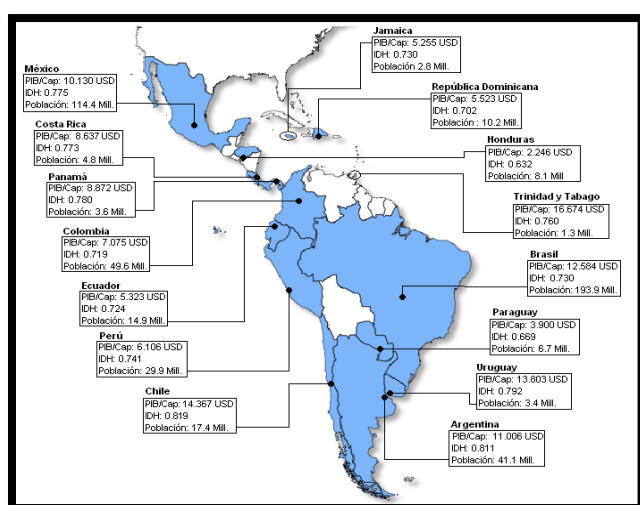 Jamaica
PIB/Cap: 5.255 USD
IDH: 0.730
Población 2.8 Mill.
México
PIB/Cap: 10.130 USD
IDH: 0.775
Población: 114.4 Mill.
República Dominicana
PIB/Cap: 5.523 USD
IDH: 0.702
Población : 10.2 Mill.
Costa Rica
PIB/Cap: 8.637 USD
IDH: 0.773
Población: 4.8 Mill.
Honduras
PIB/Cap: 2.246 USD
IDH: 0.632
Población: 8.1 Mill
Panamá
PIB/Cap: 8.872 USD
IDH: 0.780
Población: 3.6 Mill.
Trinidad y Tabago
PIB/Cap: 16.674 USD
IDH: 0.760
Población: 1.3 Mill.
Colombia
PIB/Cap: 7.075 USD
IDH: 0.719
Población: 49.6 Mill.
Brasil
PIB/Cap: 12.584 USD
IDH: 0.730
Población: 193.9 Mill.
Ecuador
PIB/Cap: 5.323 USD
IDH: 0.724
Población: 14.9 Mill.
Paraguay
PIB/Cap: 3.900 USD
IDH: 0.669
Población: 6.7 Mill.
Perú
PIB/Cap: 6.106 USD
IDH: 0.741
Población: 29.9 Mill.
Uruguay
PIB/Cap: 13.803 USD
IDH: 0.792
Población: 3.4 Mill.
Chile
PIB/Cap: 14.367 USD
IDH: 0.819
Población: 17.4 Mill.
Argentina
PIB/Cap: 11.006 USD
IDH: 0.811
Población: 41.1 Mill.